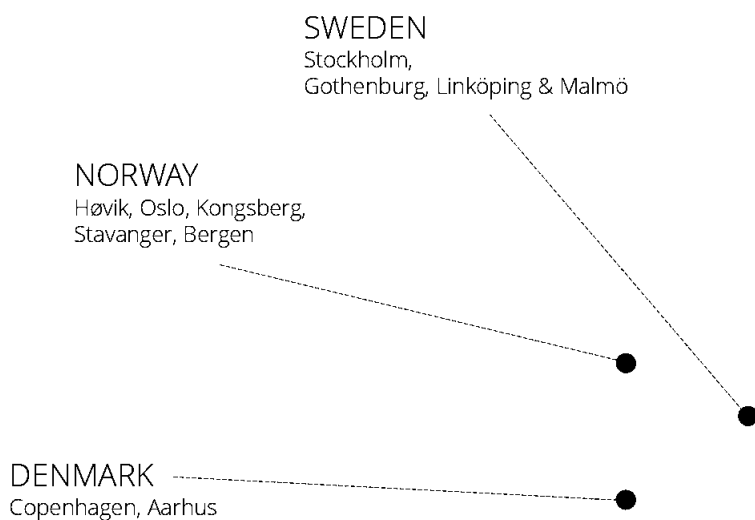 SWEDEN
Stockholm,
Gothenburg, Linköping & Malmö
NORWAY
Høvik, Oslo, Kongsberg,
Stavanger, Bergen
DENMARK
Copenhagen, Aarhus